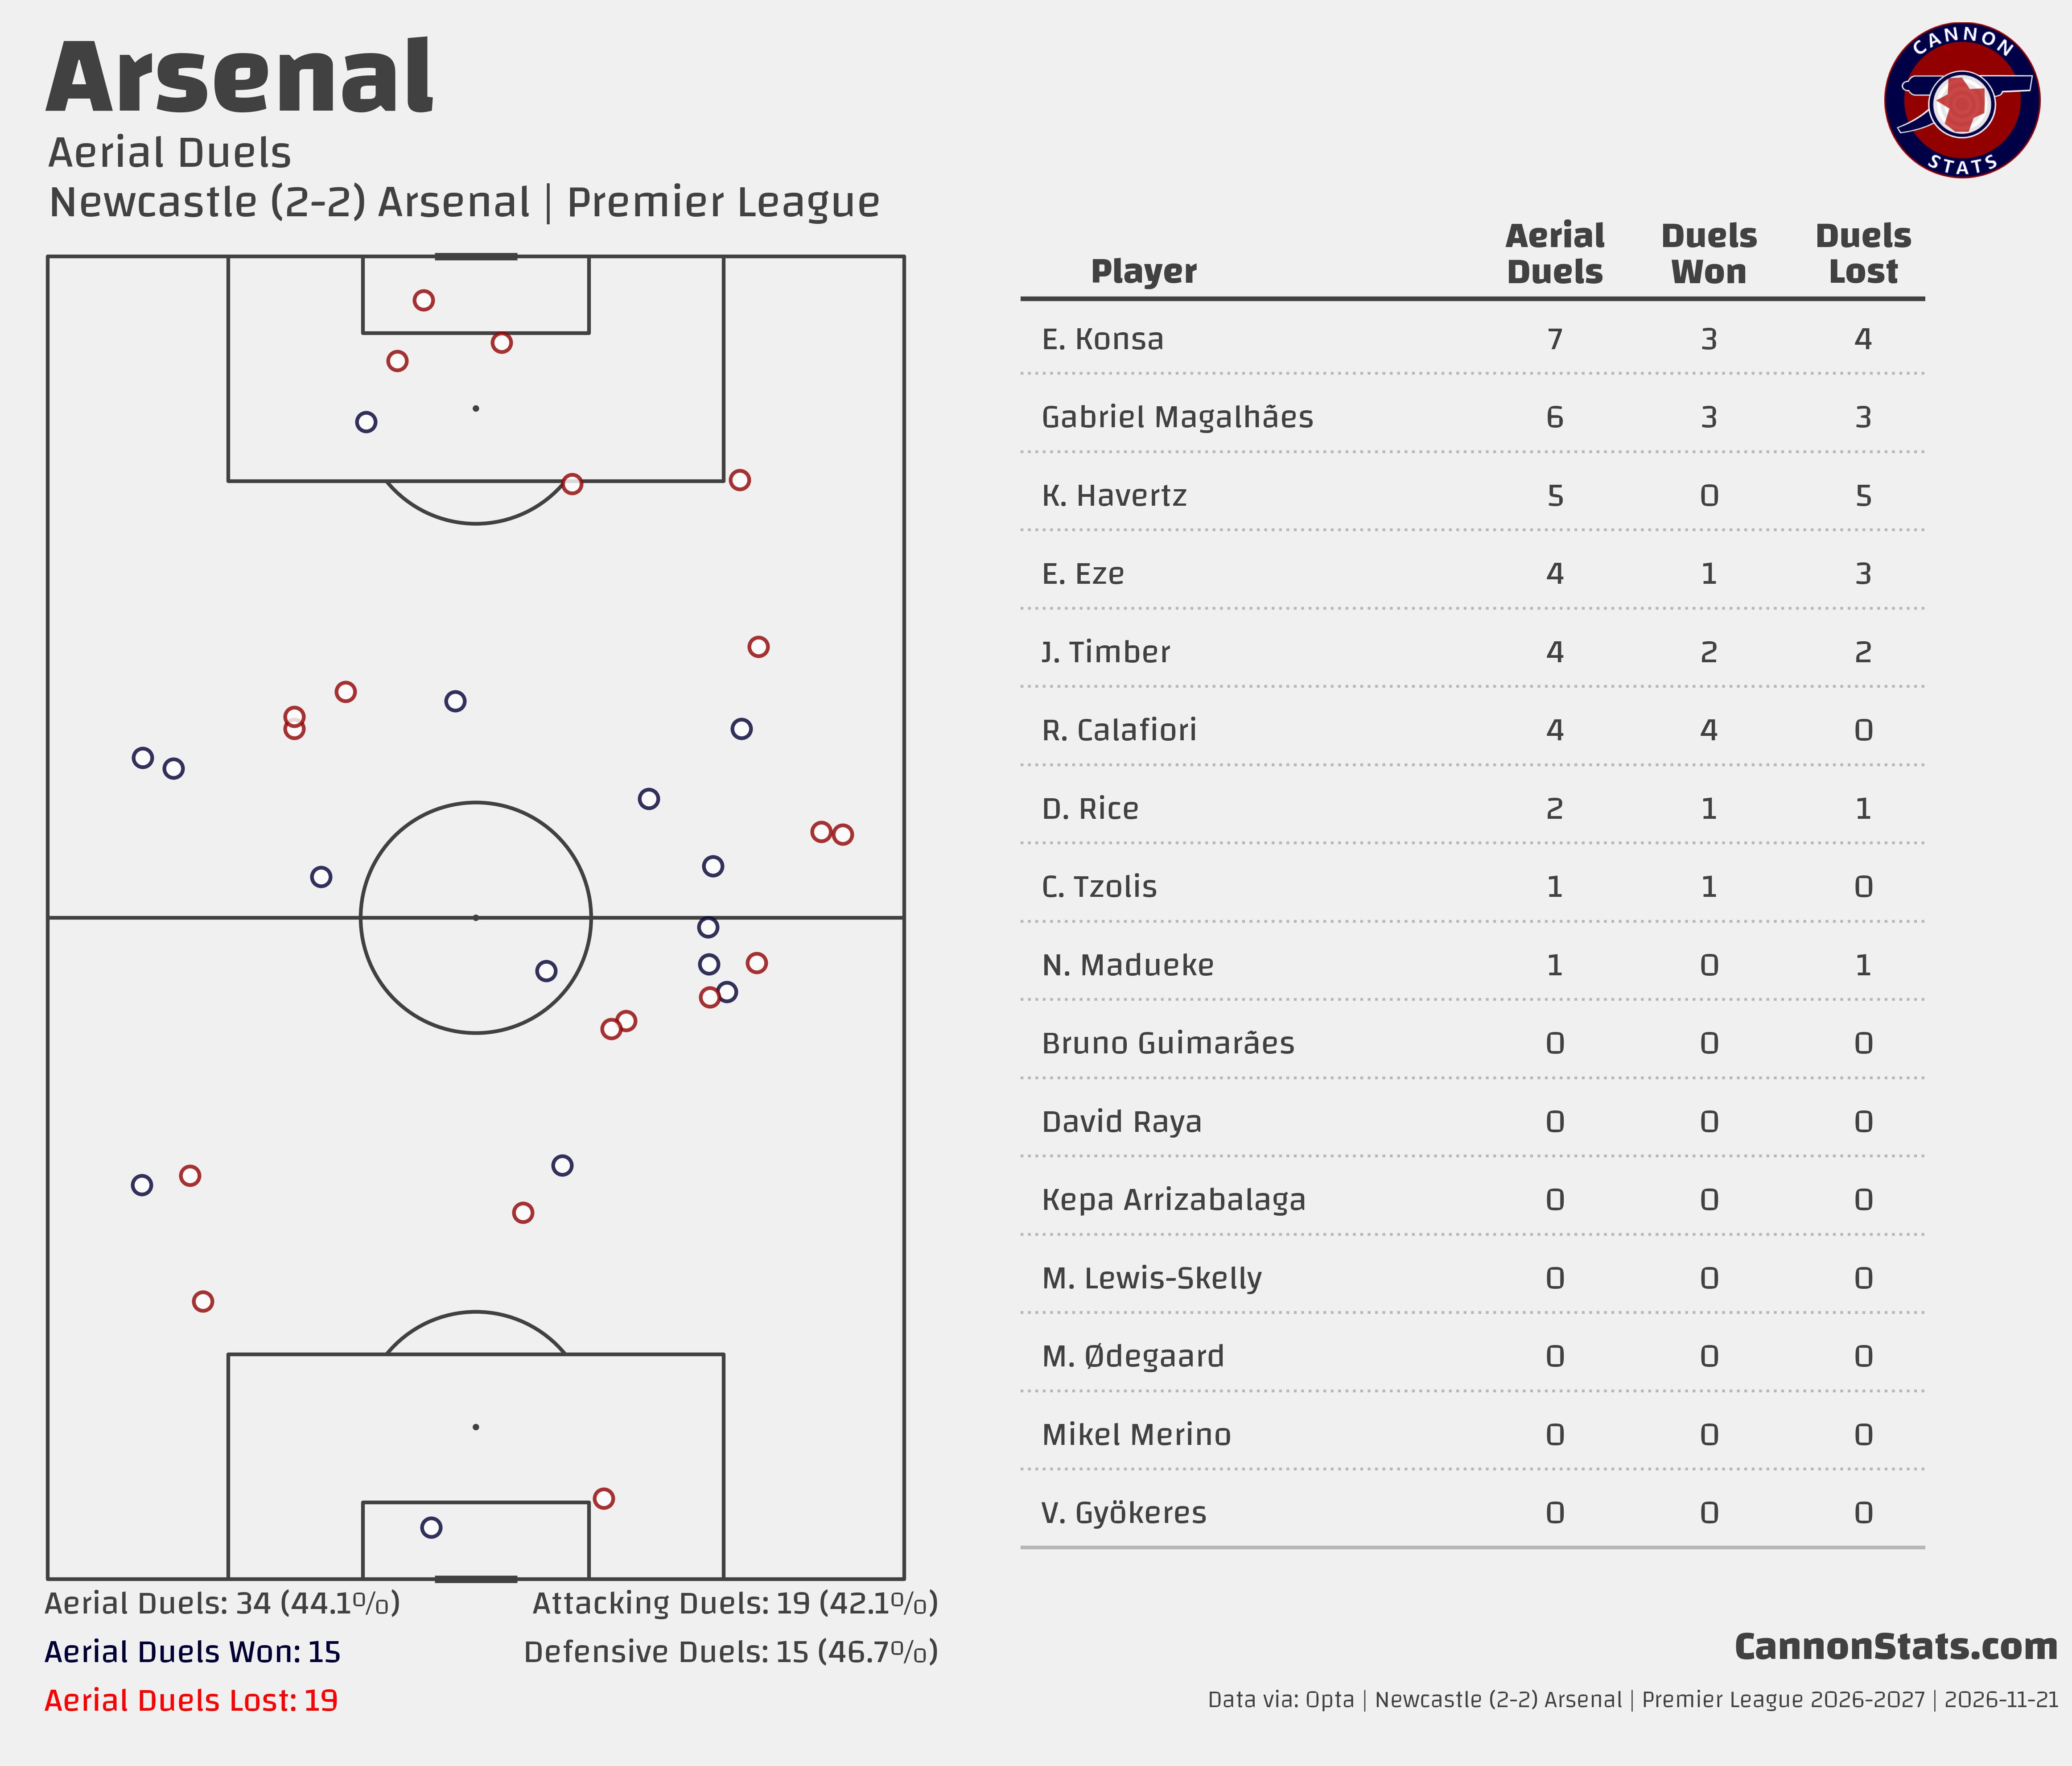 Arsenal
Aerial Duels
Newcastle (2-2) Arsenal | Premier League
CANNON
STATS
Player Aerial Duels Duels Won Duels Lost
E. Konsa 7 3 4
Gabriel Magalhães 6 3 3
K. Havertz 5 0 5
E. Eze 4 1 3
J. Timber 4 2 2
R. Calafiori 4 4 0
D. Rice 2 1 1
C. Tzolis 1 1 0
N. Madueke 1 0 1
Bruno Guimarães 0 0 0
David Raya 0 0 0
Kepa Arrizabalaga 0 0 0
M. Lewis-Skelly 0 0 0
M. Ødegaard 0 0 0
Mikel Merino 0 0 0
V. Gyökeres 0 0 0
Aerial Duels: 34 (44.1%) Attacking Duels: 19 (42.1%)
Aerial Duels Won: 15 Defensive Duels: 15 (46.7%)
Aerial Duels Lost: 19
CannonStats.com
Data via: Opta | Newcastle (2-2) Arsenal | Premier League 2026-2027 | 2026-11-21